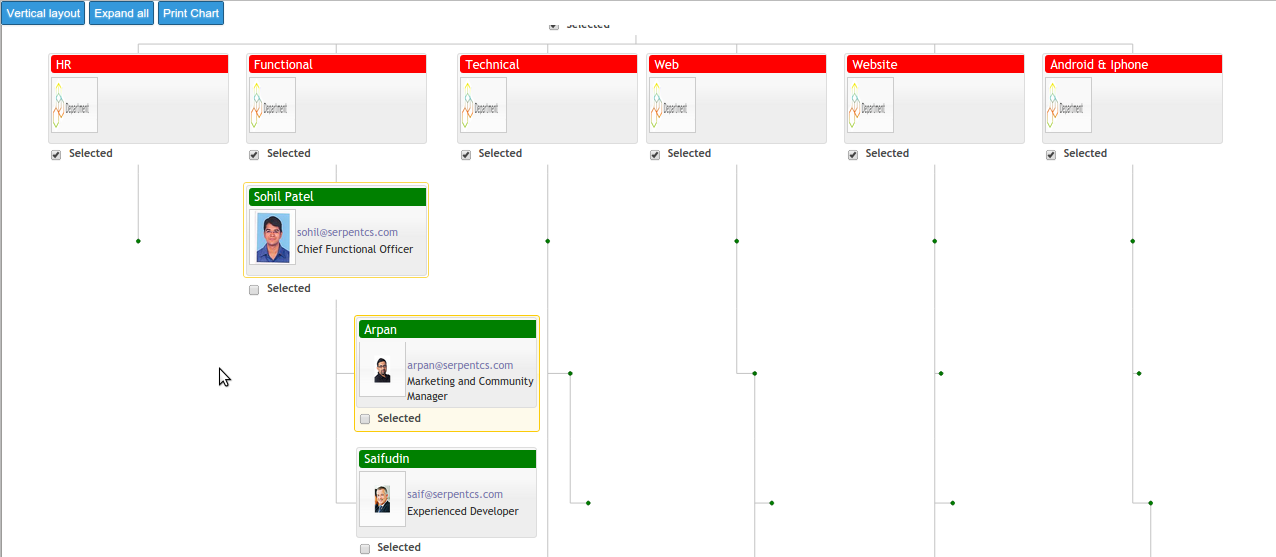 Vertical layout Expand all Print Chart
Selected
HR Functional Technical Web Website Android & Iphone
Department Department Department Department Department Department
Selected Selected Selected Selected Selected Selected
Sohil Patel
sohil@serpentcs.com
Chief Functional Officer
Selected
Arpan
arpan@serpentcs.com
Marketing and Community
Manager
Selected
Saifudin
saif@serpentcs.com
Experienced Developer
Selected